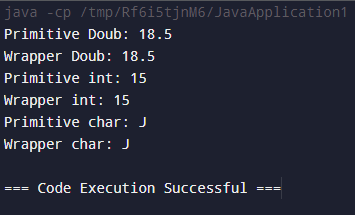 java -cp /tmp/Rf6i5tjnM6/JavaApplication1
Primitive Doub: 18.5
Wrapper Doub: 18.5
Primitive int: 15
Wrapper int: 15
Primitive char: J
Wrapper char: J
=== Code Execution Successful ===